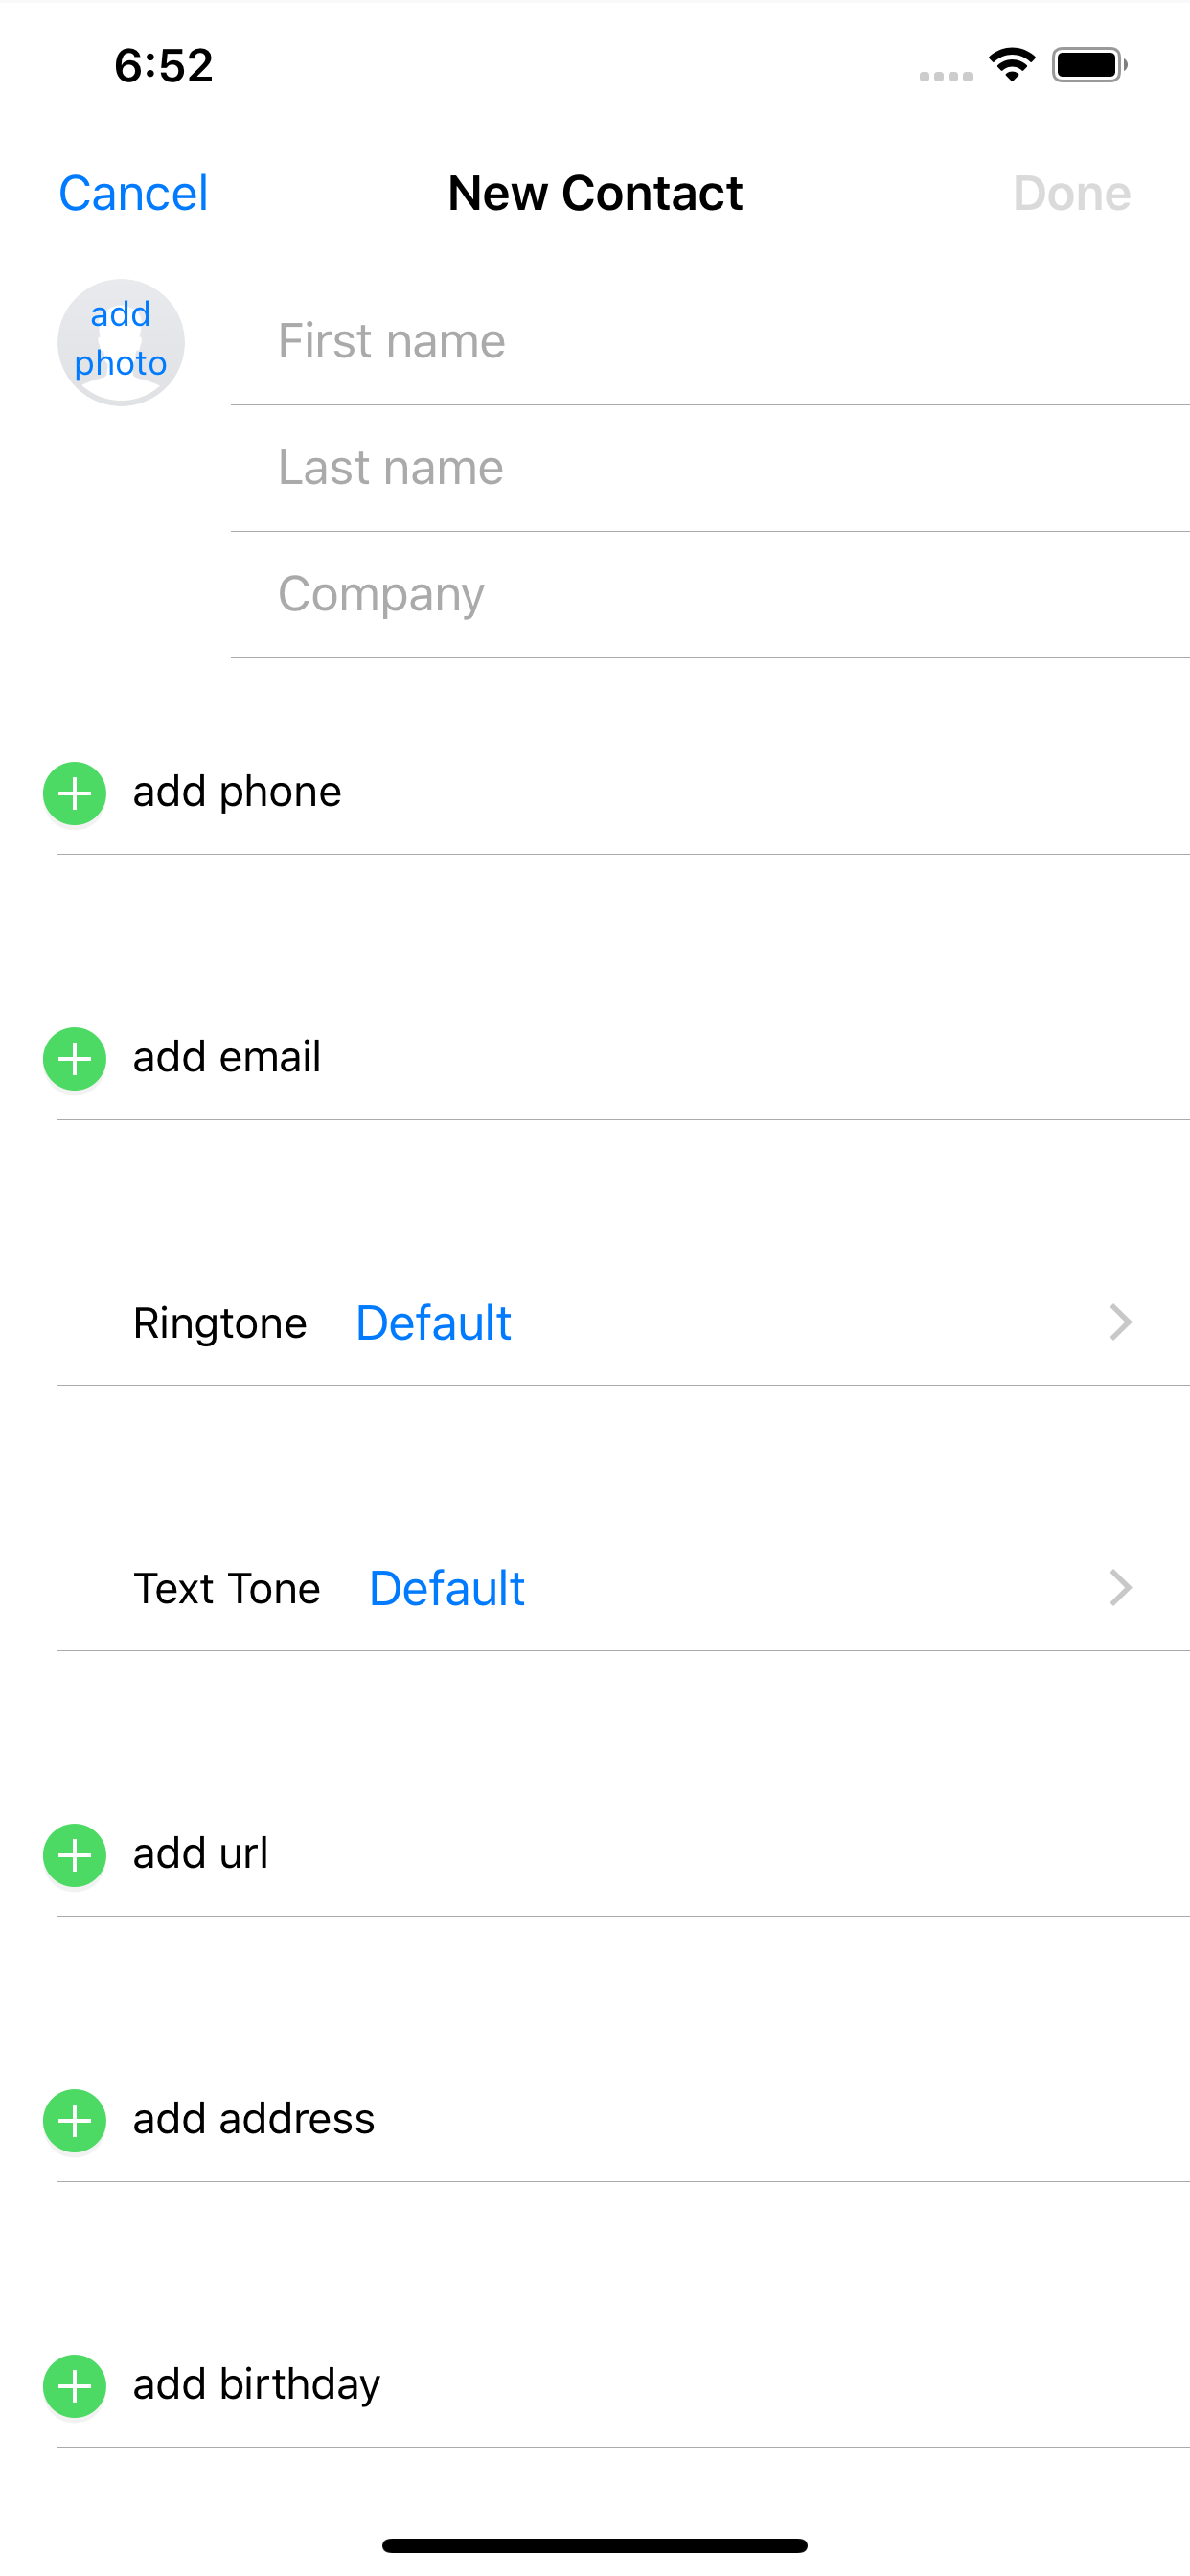 6:52
Cancel New Contact Done
add
photo
First name
Last name
Company
add phone
add email
Ringtone Default
Text Tone Default
add url
add address
add birthday